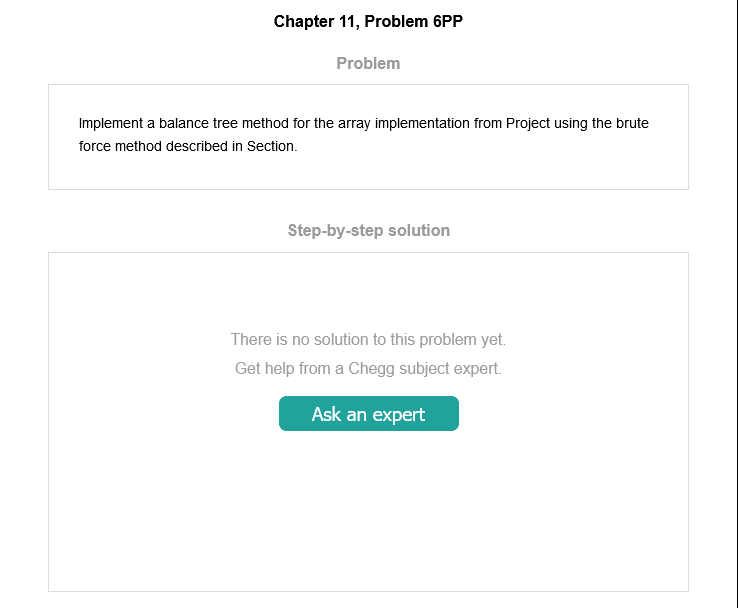 Chapter 11, Problem 6PP
Problem
Implement a balance tree method for the array implementation from Project using the brute
force method described in Section.
Step-by-step solution
There is no solution to this problem yet.
Get help from a Chegg subject expert.
Ask an expert